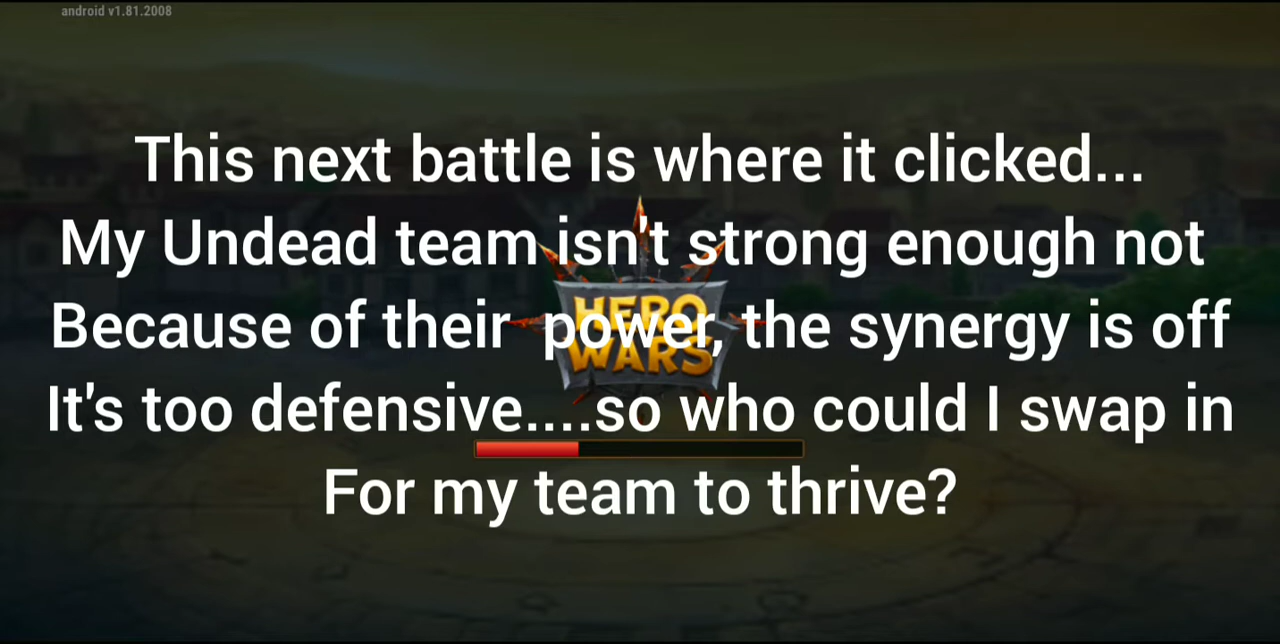 android v1.81.2008
This next battle is where it clicked...
My Undead team isn't strong enough not
HERO
Because of their power, the synergy is off
WARS
It's too defensive....so who could I swap in
For my team to thrive?